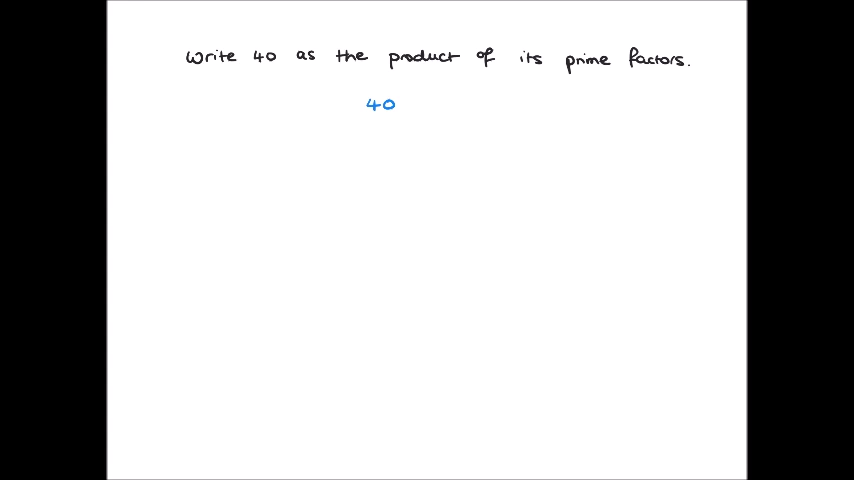 Write 40 as the product of its prime factors.
40